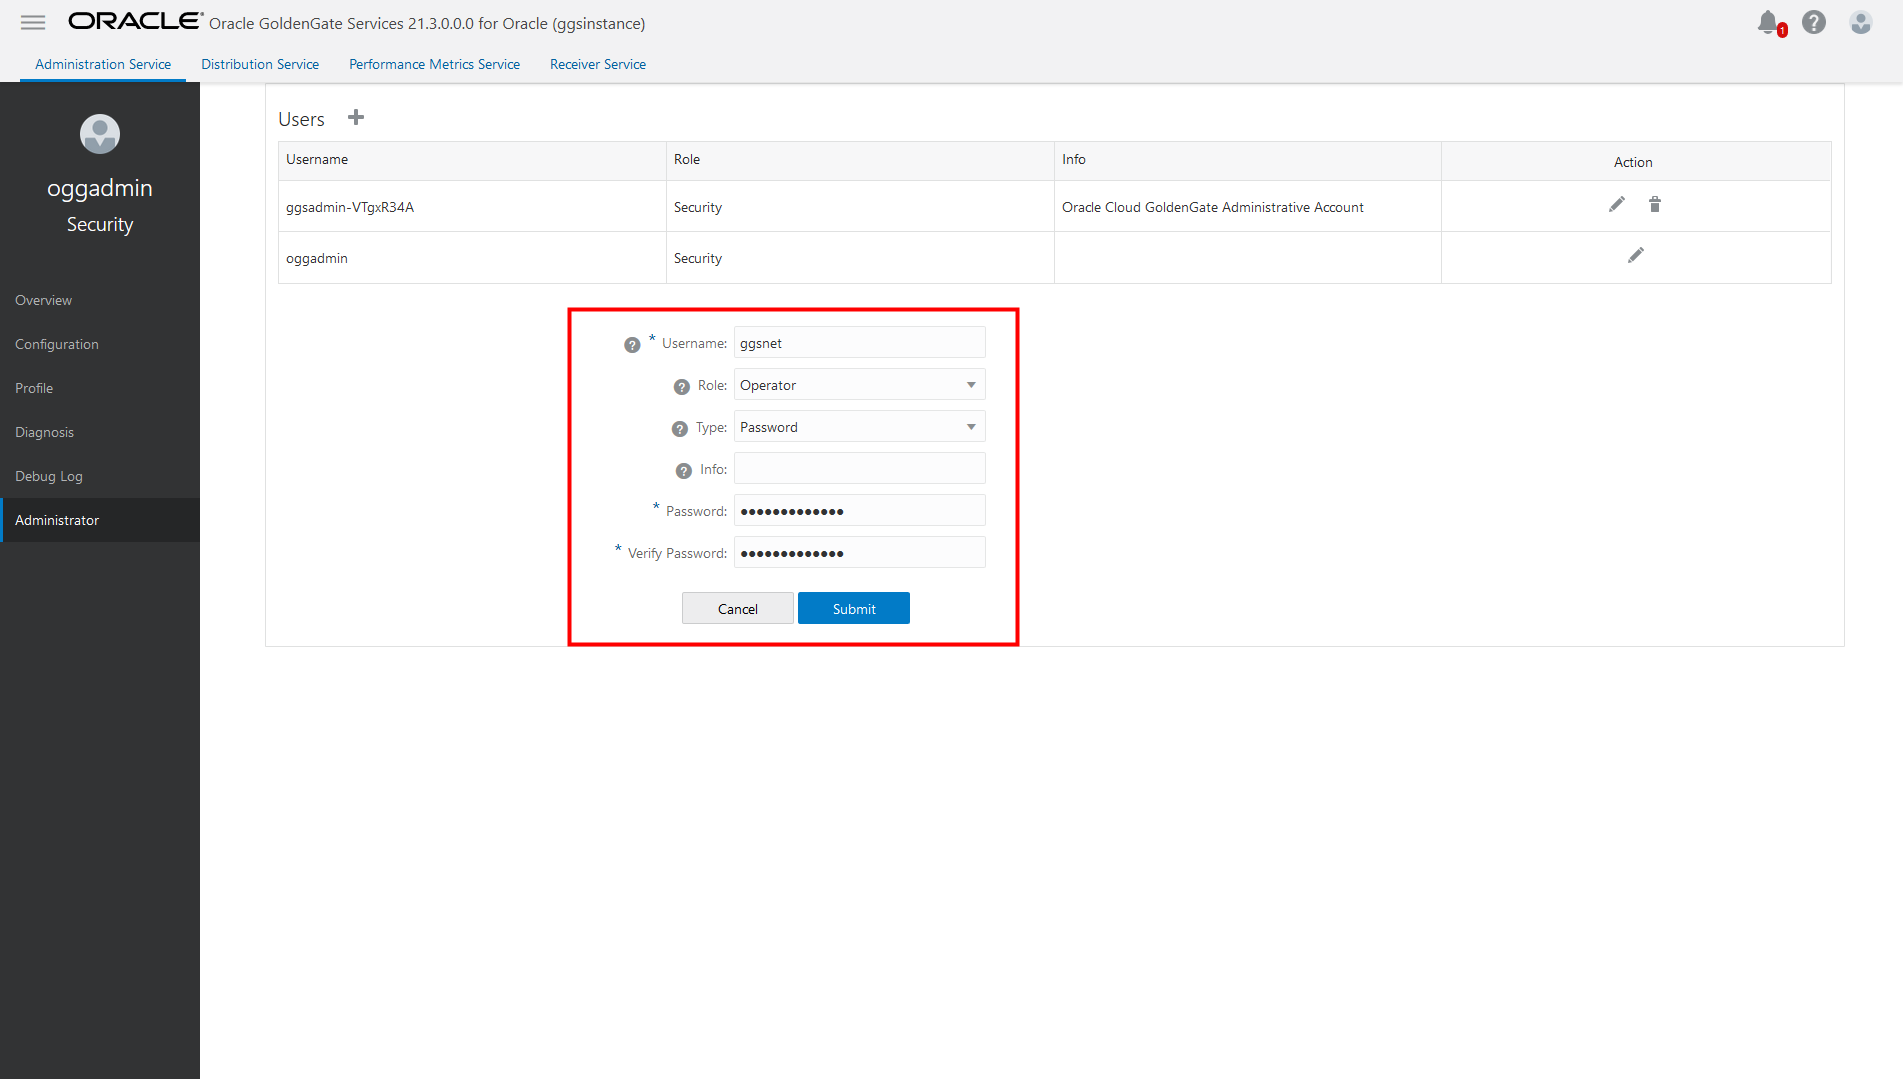 ORACLE Oracle GoldenGate Services 21.3.0.0.0 for Oracle (ggsinstance)
1
?
Administration Service Distribution Service Performance Metrics Service Receiver Service
oggadmin
Security
Overview
Configuration
Profile
Diagnosis
Debug Log
Administrator
Users
Username Role Info Action
ggsadmin-VTgxR34A Security Oracle Cloud GoldenGate Administrative Account
oggadmin Security
? * Username: ggsnet
? Role: Operator
? Type: Password
? Info:
* Password: •••••••••••••
* Verify Password: •••••••••••••
Cancel Submit